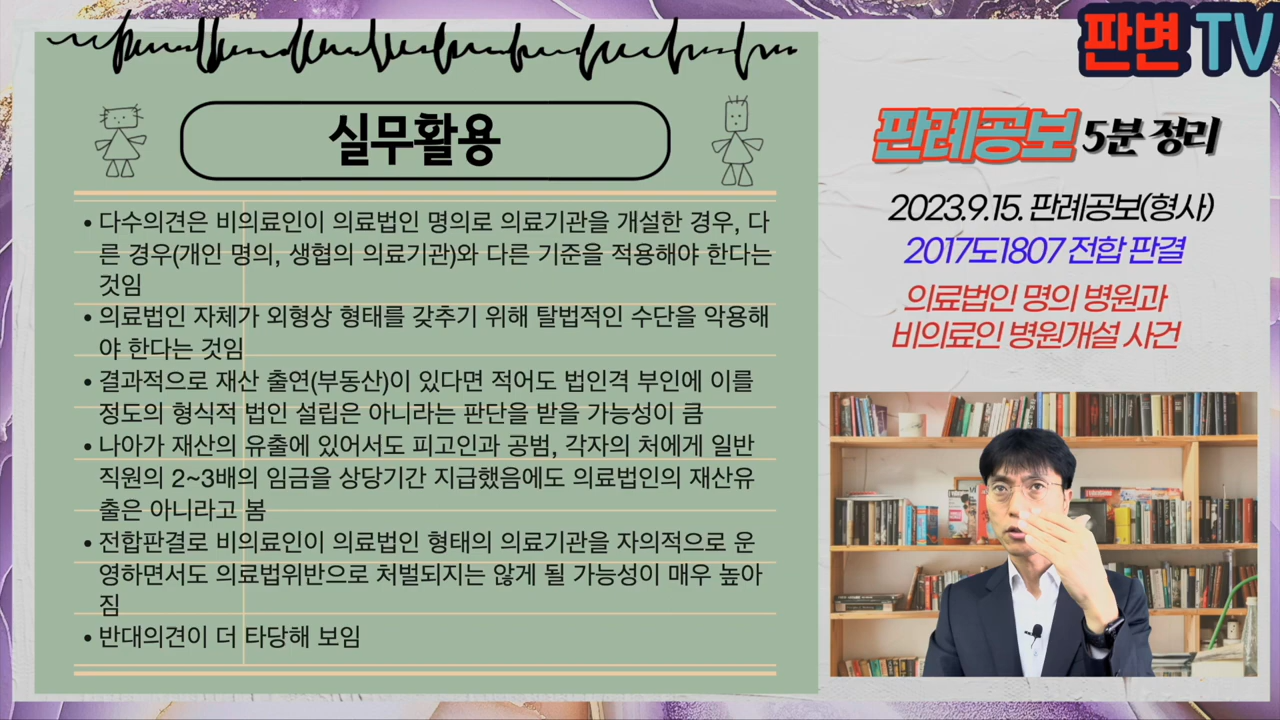 판변 TV
실무활용
• 다수의견은 비의료인이 의료법인 명의로 의료기관을 개설한 경우, 다
른 경우(개인 명의, 생협의 의료기관)와 다른 기준을 적용해야 한다는
것임
• 의료법인 자체가 외형상 형태를 갖추기 위해 탈법적인 수단을 악용해
야 한다는 것임
• 결과적으로 재산 출연(부동산)이 있다면 적어도 법인격 부인에 이를
정도의 형식적 법인 설립은 아니라는 판단을 받을 가능성이 큼
• 나아가 재산의 유출에 있어서도 피고인과 공범, 각자의 처에게 일반
직원의 2~3배의 임금을 상당기간 지급했음에도 의료법인의 재산유
출은 아니라고 봄
• 전합판결로 비의료인이 의료법인 형태의 의료기관을 자의적으로 운
영하면서도 의료법위반으로 처벌되지는 않게 될 가능성이 매우 높아
짐
• 반대의견이 더 타당해 보임
판례공보 5분 정리
2023.9.15. 판례공보(형사)
2017도1807 전합 판결
의료법인 명의 병원과
비의료인 병원개설 사건